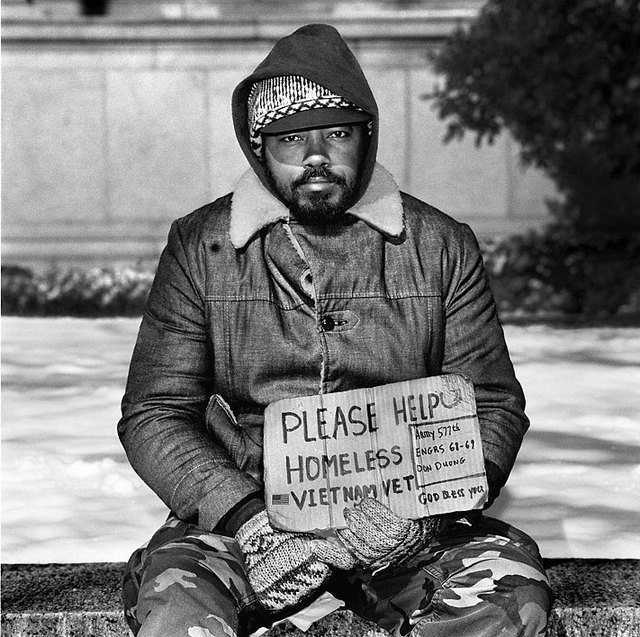 PLEASE HELP
HOMELESS
VIETNAM VET
Army 577th
ENGRS 68-69
DON DUONG
GOD BLESS YOU